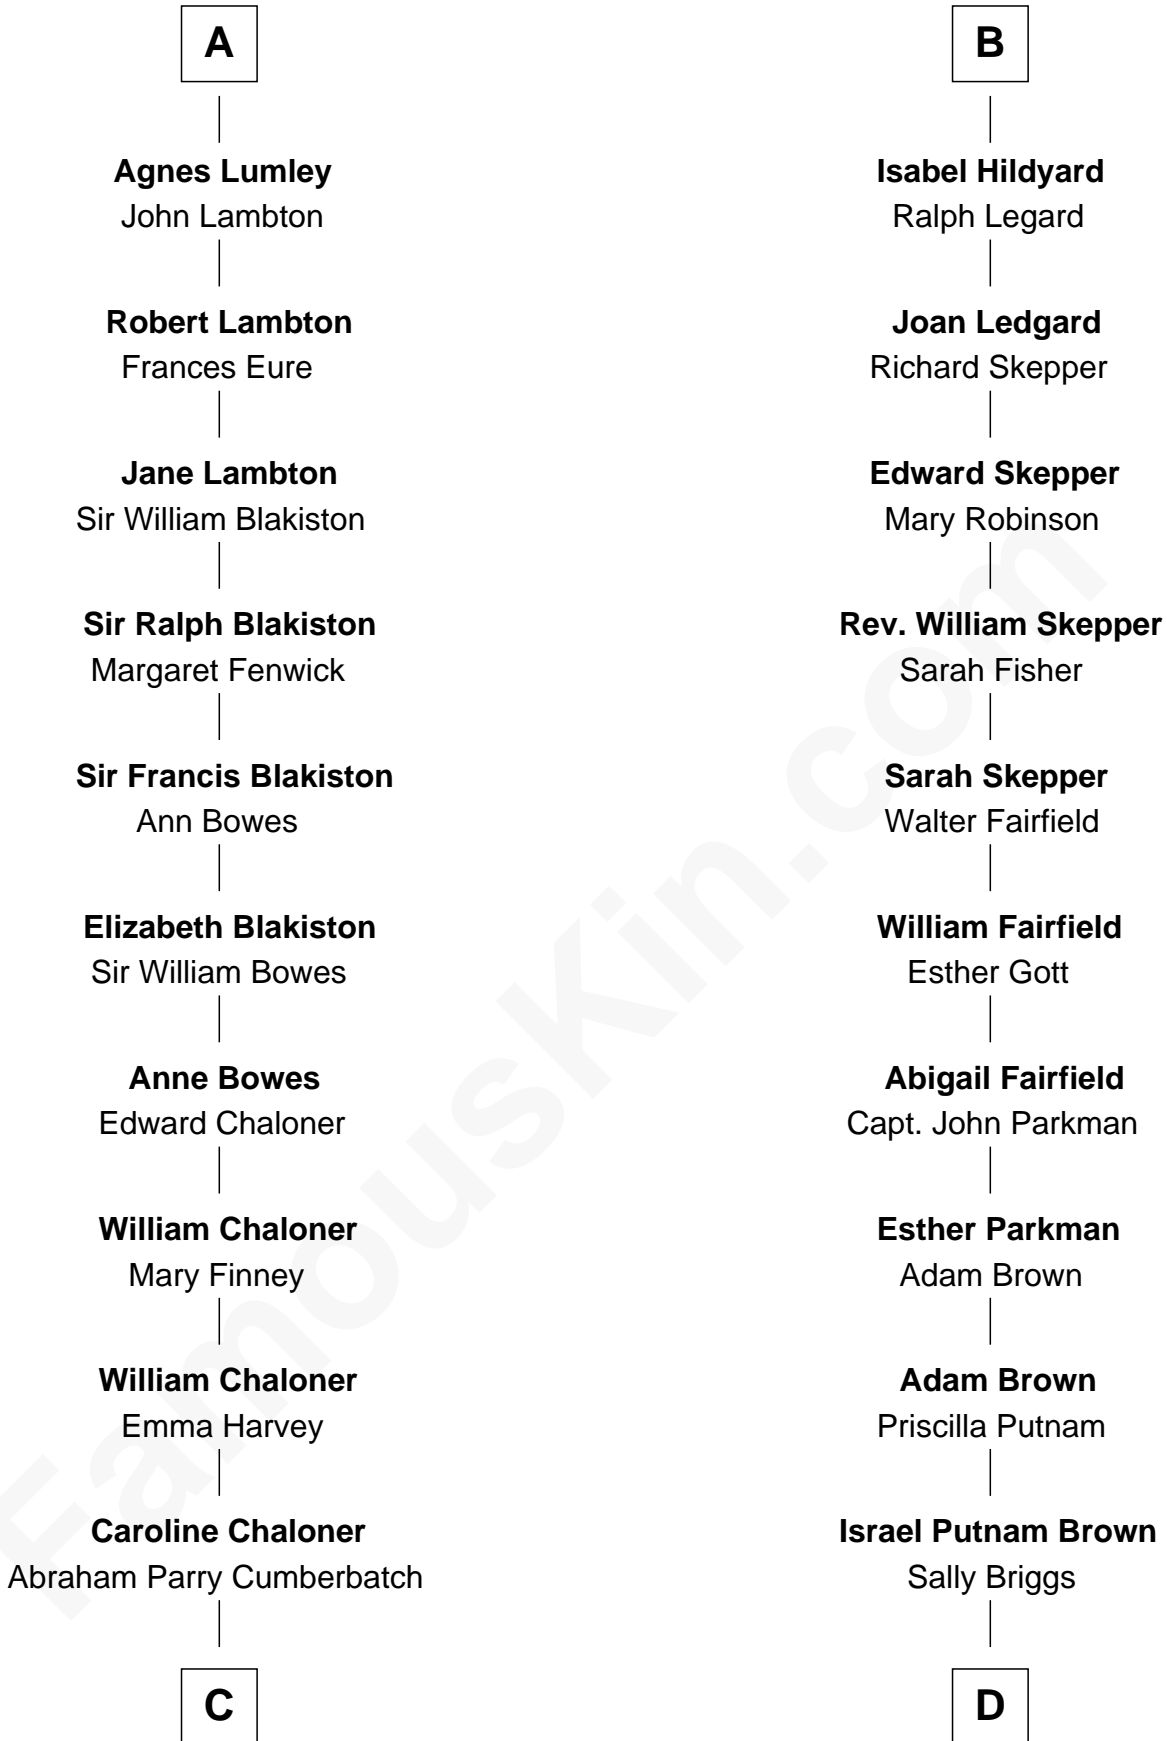 A
Agnes Lumley
John Lambton
Robert Lambton
Frances Eure
Jane Lambton
Sir William Blakiston
Sir Ralph Blakiston
Margaret Fenwick
Sir Francis Blakiston
Ann Bowes
Elizabeth Blakiston
Sir William Bowes
Anne Bowes
Edward Chaloner
William Chaloner
Mary Finney
William Chaloner
Emma Harvey
Caroline Chaloner
Abraham Parry Cumberbatch
C
B
Isabel Hildyard
Ralph Legard
Joan Ledgard
Richard Skepper
Edward Skepper
Mary Robinson
Rev. William Skepper
Sarah Fisher
Sarah Skepper
Walter Fairfield
William Fairfield
Esther Gott
Abigail Fairfield
Capt. John Parkman
Esther Parkman
Adam Brown
Adam Brown
Priscilla Putnam
Israel Putnam Brown
Sally Briggs
D
FamousKin.com